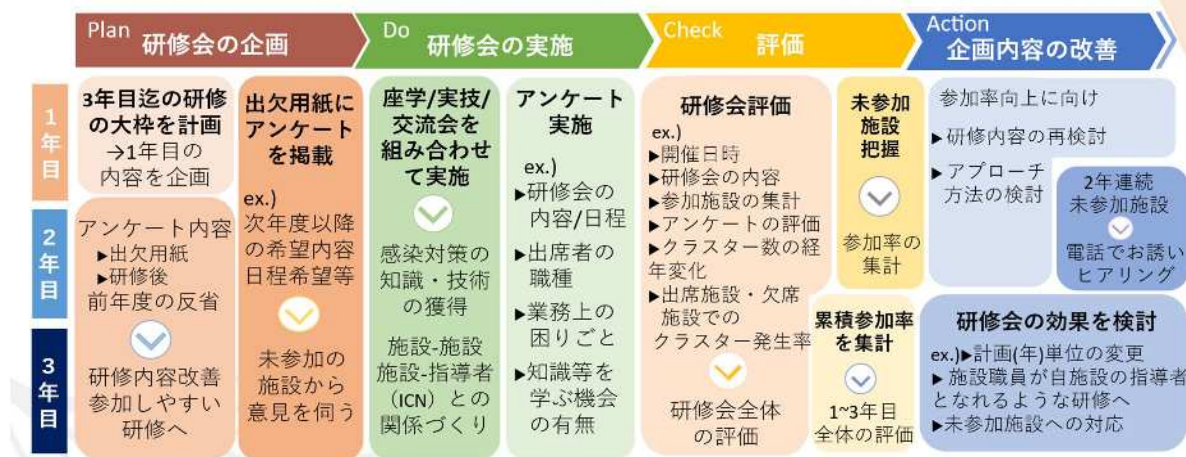 Plan 研修会の企画
Do 研修会の実施
Check 評価
Action
企画内容の改善
1年目
2年目
3年目
3年目迄の研修
の大枠を計画
→1年目の
内容を企画
アンケート内容
▶出欠用紙
▶研修後
前年度の反省
研修内容改善
参加しやすい
研修へ
出欠用紙に
アンケート
を掲載
ex.)
次年度以降
の希望内容
日程希望等
未参加の
施設から
意見を伺う
座学/実技/
交流会を
組み合わせ
て実施
感染対策の
知識・技術
の獲得
施設-施設
施設-指導者
（ICN）との
関係づくり
アンケート
実施
ex.)
▶研修会の
内容/日程
▶出席者の
職種
▶業務上の
困りごと
▶知識等を
学ぶ機会
の有無
研修会評価
ex.)
▶開催日時
▶研修会の内容
▶参加施設の集計
▶アンケートの評価
▶クラスター数の経
年変化
▶出席施設・欠席
施設での
クラスター発生率
研修会全体
の評価
未参加
施設
把握
参加率の
集計
累積参加率
を集計
1~3年目
全体の評価
参加率向上に向け
▶研修内容の再検討
▶アプローチ
方法の検討
2年連続
未参加施設
電話でお誘い
ヒアリング
研修会の効果を検討
ex.)▶計画(年)単位の変更
▶施設職員が自施設の指導者
となれるような研修へ
▶未参加施設への対応